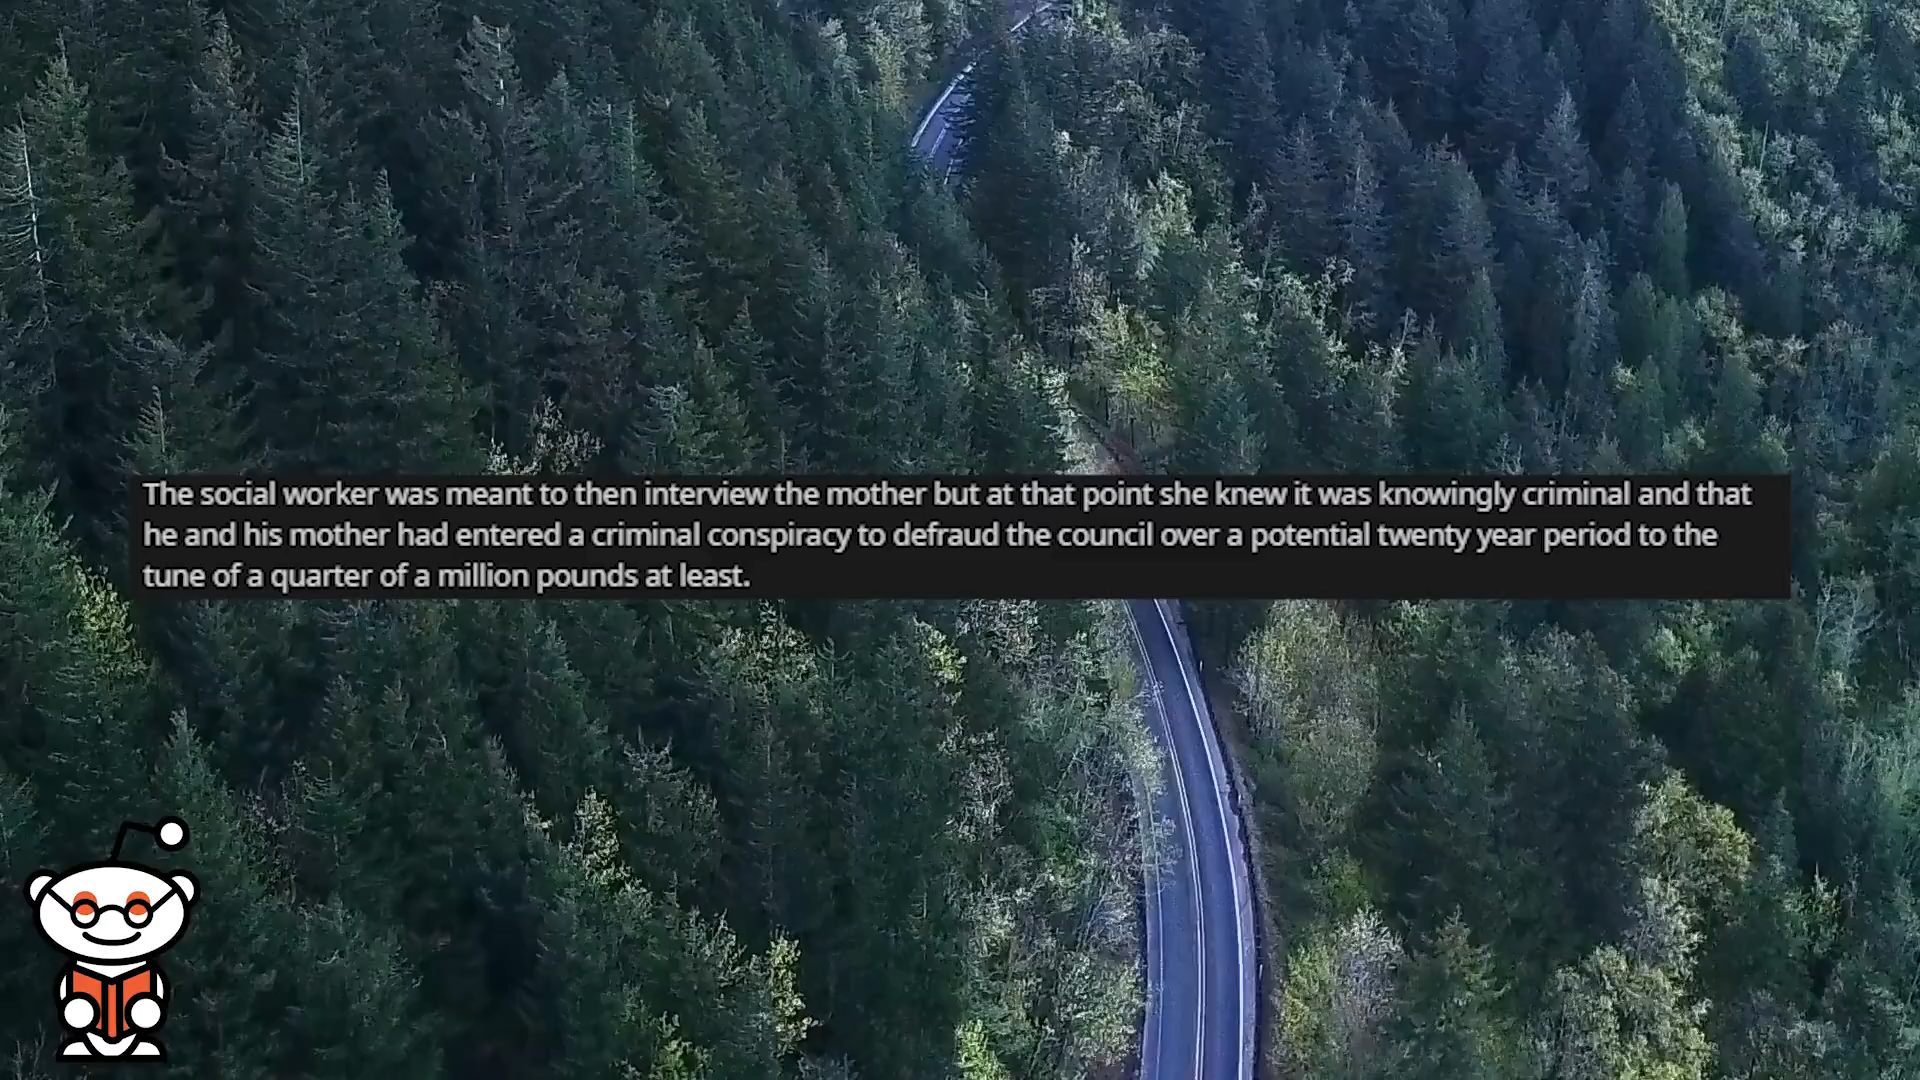 The social worker was meant to then interview the mother but at that point she knew it was knowingly criminal and that
he and his mother had entered a criminal conspiracy to defraud the council over a potential twenty year period to the
tune of a quarter of a million pounds at least.